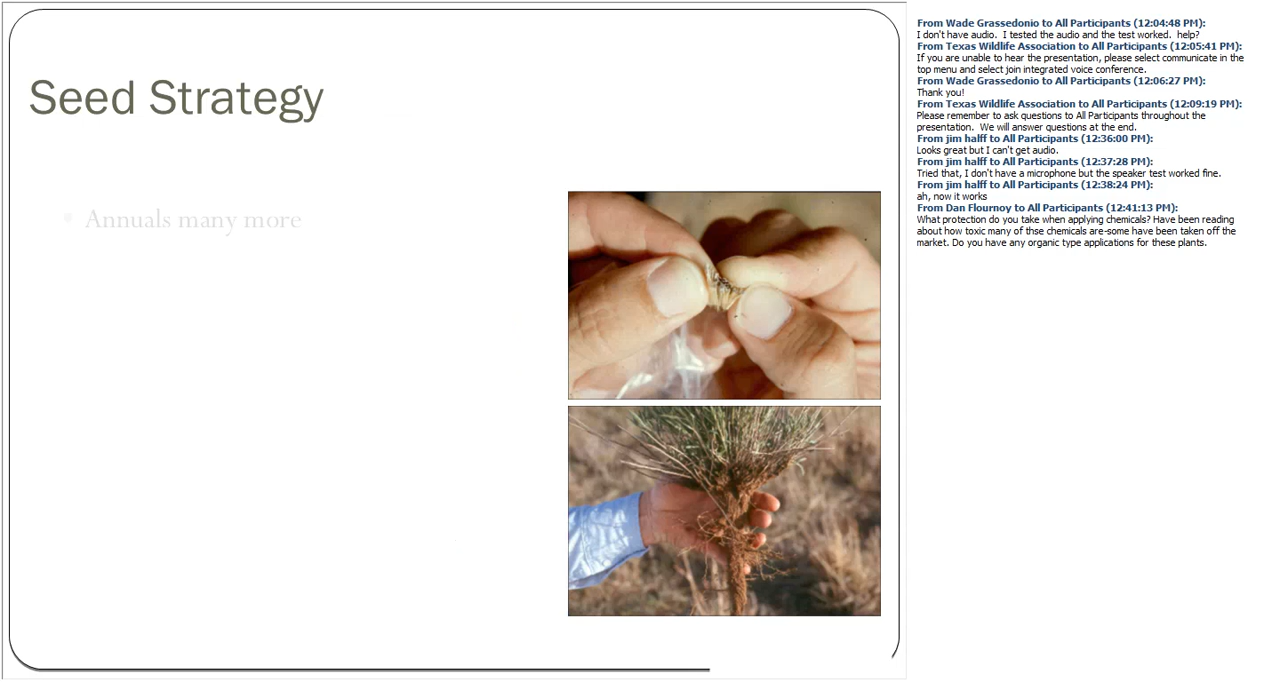 Seed Strategy
Annuals many more
From Wade Grassedonio to All Participants (12:04:48 PM):
I don't have audio. I tested the audio and the test worked. help?
From Texas Wildlife Association to All Participants (12:05:41 PM):
If you are unable to hear the presentation, please select communicate in the
top menu and select join integrated voice conference.
From Wade Grassedonio to All Participants (12:06:27 PM):
Thank you!
From Texas Wildlife Association to All Participants (12:09:19 PM):
Please remember to ask questions to All Participants throughout the
presentation. We will answer questions at the end.
From jim halff to All Participants (12:36:00 PM):
Looks great but I can't get audio.
From jim halff to All Participants (12:37:28 PM):
Tried that, I don't have a microphone but the speaker test worked fine.
From jim halff to All Participants (12:38:24 PM):
ah, now it works
From Dan Flournoy to All Participants (12:41:13 PM):
What protection do you take when applying chemicals? Have been reading
about how toxic many of thse chemicals are-some have been taken off the
market. Do you have any organic type applications for these plants.